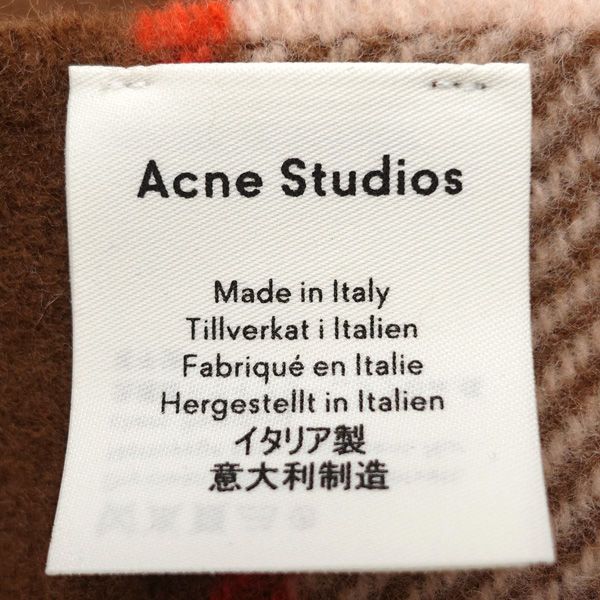 Acne Studios
Made in Italy
Tillverkat i Italien
Fabriqué en Italie
Hergestellt in Italien
イタリア製
意大利制造